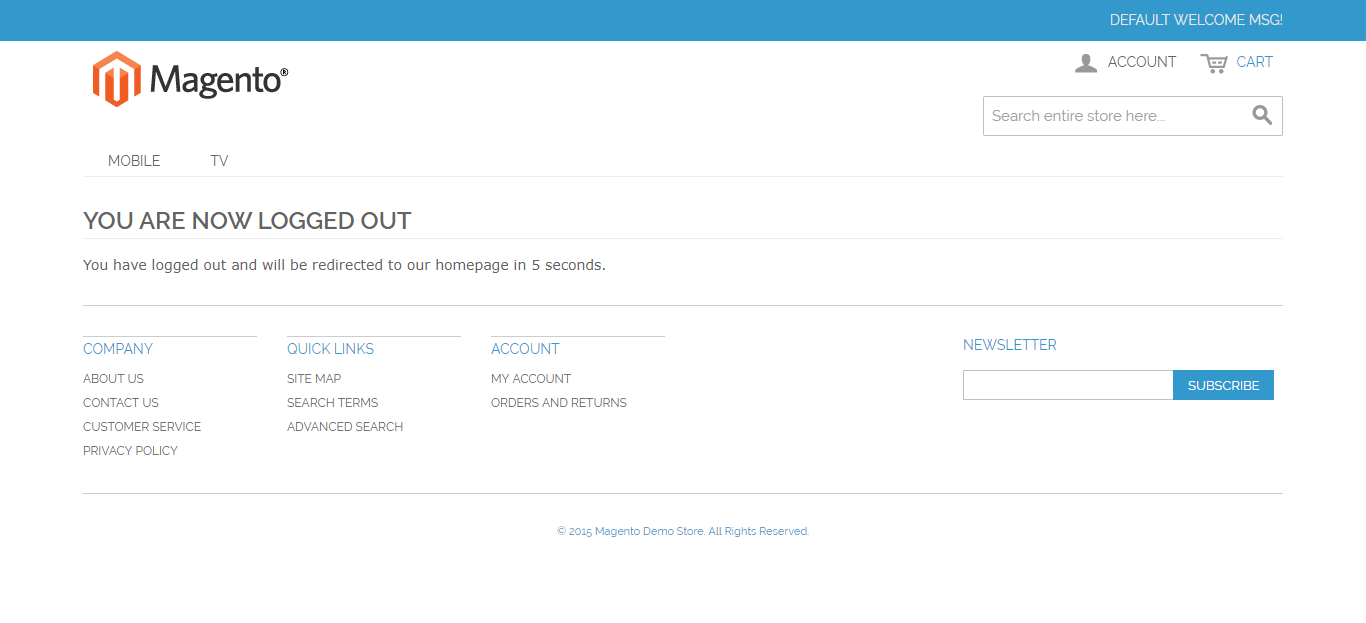 DEFAULT WELCOME MSG!
Magento®
ACCOUNT CART
Search entire store here...
MOBILE TV
YOU ARE NOW LOGGED OUT
You have logged out and will be redirected to our homepage in 5 seconds.
COMPANY
ABOUT US
CONTACT US
CUSTOMER SERVICE
PRIVACY POLICY
QUICK LINKS
SITE MAP
SEARCH TERMS
ADVANCED SEARCH
ACCOUNT
MY ACCOUNT
ORDERS AND RETURNS
NEWSLETTER
SUBSCRIBE
© 2015 Magento Demo Store. All Rights Reserved.